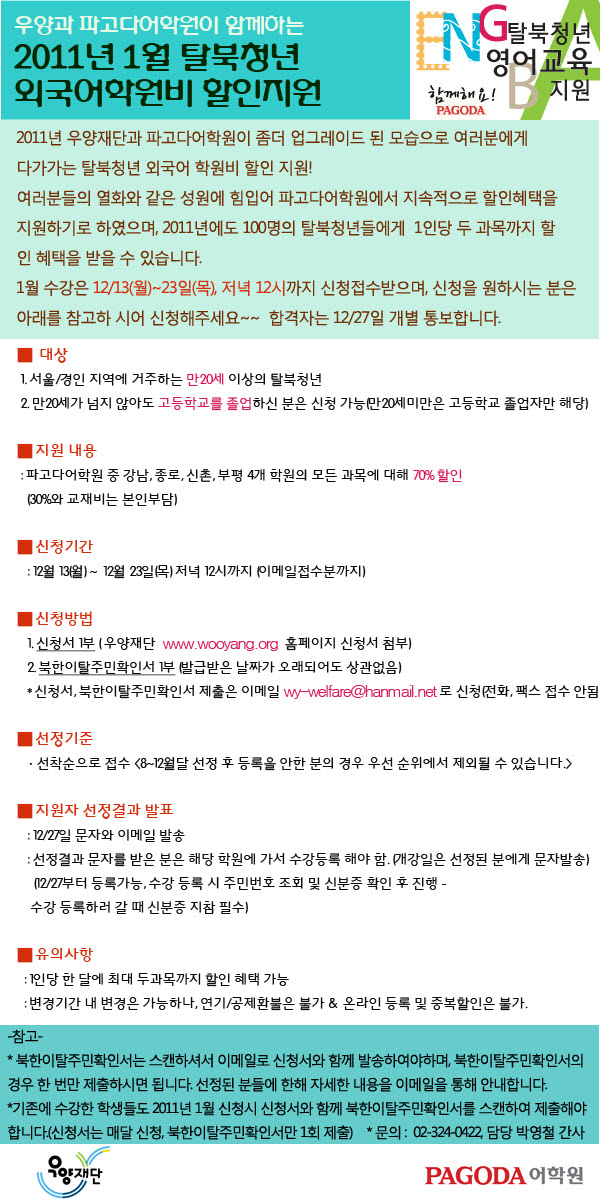 우양과 파고다어학원이 함께하는
2011년 1월 탈북청년
외국어학원비 할인지원
ENG
탈북청년
영어교육
BA
지원
함께해요!
PAGODA
2011년 우양재단과 파고다어학원이 좀더 업그레이드 된 모습으로 여러분에게
다가가는 탈북청년 외국어 학원비 할인 지원!
여러분들의 열화와 같은 성원에 힘입어 파고다어학원에서 지속적으로 할인혜택을
지원하기로 하였으며, 2011년에도 100명의 탈북청년들에게 1인당 두 과목까지 할
인 혜택을 받을 수 있습니다.
1월 수강은 12/13(월)~23일(목), 저녁 12시까지 신청접수받으며, 신청을 원하시는 분은
아래를 참고하 시어 신청해주세요~~ 합격자는 12/27일 개별 통보합니다.
■ 대상
1. 서울/경인 지역에 거주하는 만20세 이상의 탈북청년
2. 만20세가 넘지 않아도 고등학교를 졸업하신 분은 신청 가능(만20세미만은 고등학교 졸업자만 해당)
■ 지원 내용
: 파고다어학원 중 강남, 종로, 신촌, 부평 4개 학원의 모든 과목에 대해 70% 할인
(30%와 교재비는 본인부담)
■ 신청기간
: 12월 13(월) ~ 12월 23일(목) 저녁 12시까지 (이메일접수분까지)
■ 신청방법
1. 신청서 1부 ( 우양재단 www.wooyang.org 홈페이지 신청서 첨부)
2. 북한이탈주민확인서 1부 (발급받은 날짜가 오래되어도 상관없음)
* 신청서, 북한이탈주민확인서 제출은 이메일 wy-welfare@hanmail.net 로 신청(전화, 팩스 접수 안됨
■ 선정기준
· 선착순으로 접수 <8~12월달 선정 후 등록을 안한 분의 경우 우선 순위에서 제외될 수 있습니다.>
■ 지원자 선정결과 발표
: 12/27일 문자와 이메일 발송
: 선정결과 문자를 받은 분은 해당 학원에 가서 수강등록 해야 함. (개강일은 선정된 분에게 문자발송)
(12/27부터 등록가능, 수강 등록 시 주민번호 조회 및 신분증 확인 후 진행 -
수강 등록하러 갈 때 신분증 지참 필수)
■ 유의사항
: 1인당 한 달에 최대 두과목까지 할인 혜택 가능
: 변경기간 내 변경은 가능하나, 연기/공제환불은 불가 & 온라인 등록 및 중복할인은 불가.
-참고-
* 북한이탈주민확인서는 스캔하셔서 이메일로 신청서와 함께 발송하여야하며, 북한이탈주민확인서의
경우 한 번만 제출하시면 됩니다. 선정된 분들에 한해 자세한 내용을 이메일을 통해 안내합니다.
*기존에 수강한 학생들도 2011년 1월 신청시 신청서와 함께 북한이탈주민확인서를 스캔하여 제출해야
합니다.(신청서는 매달 신청, 북한이탈주민확인서만 1회 제출) * 문의 : 02-324-0422, 담당 박영철 간사
우양재단
PAGODA 어학원